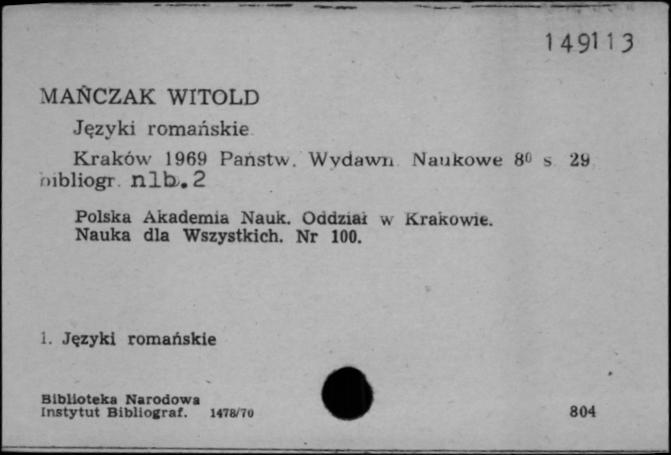 149113
MAŃCZAK WITOLD
Języki romańskie
Kraków 1969 Państw. Wydawn. Naukowe 8⁰ s. 29
bibliogr. nlb. 2
Polska Akademia Nauk. Oddział w Krakowie.
Nauka dla Wszystkich. Nr 100.
1. Języki romańskie
Biblioteka Narodowa
Instytut Bibliograf. 1478/70
804